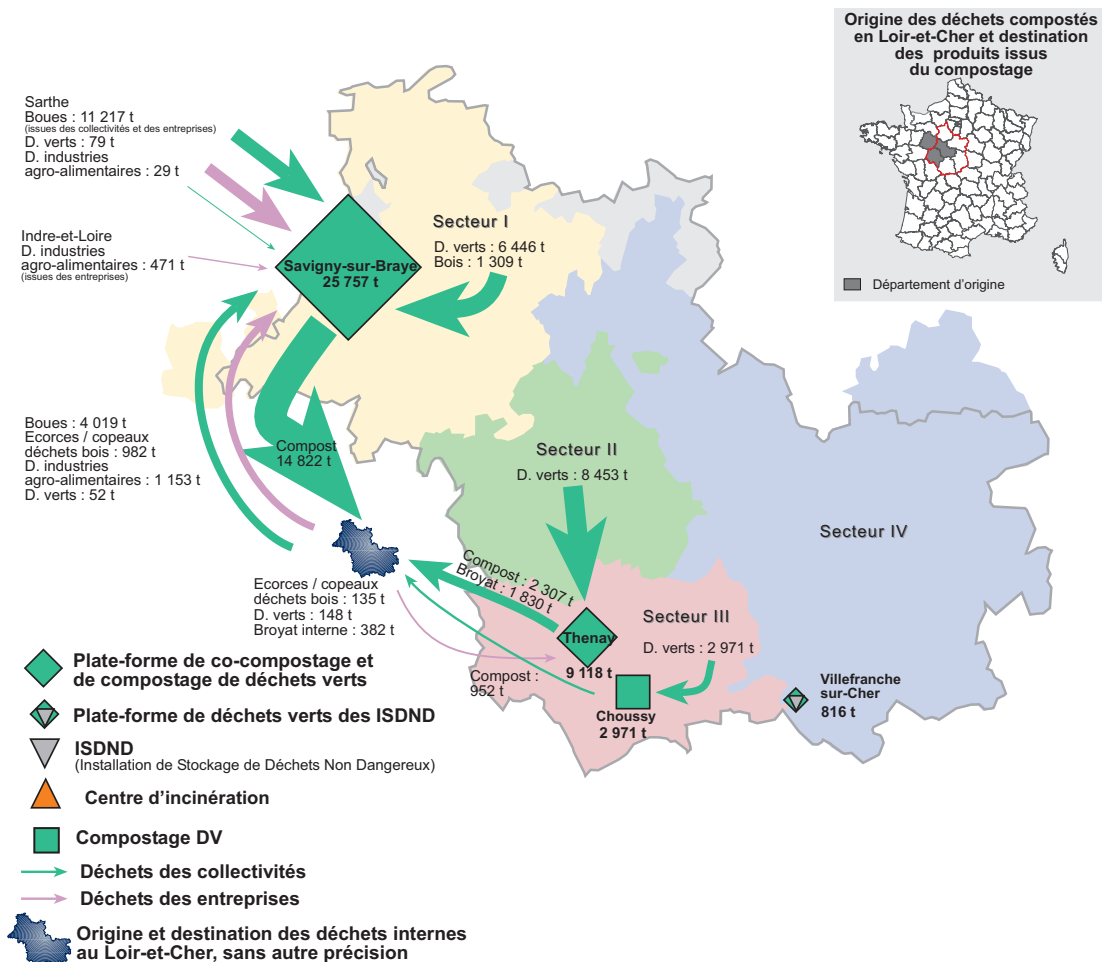 Origine des déchets compostés
en Loir-et-Cher et destination
des produits issus
du compostage
Département d'origine
Sarthe
Boues : 11 217 t
(issues des collectivités et des entreprises)
D. verts : 79 t
D. industries
agro-alimentaires : 29 t
Indre-et-Loire
D. industries
agro-alimentaires : 471 t
(issues des entreprises)
Savigny-sur-Braye
25 757 t
Secteur I
D. verts : 6 446 t
Bois : 1 309 t
Boues : 4 019 t
Ecorces / copeaux
déchets bois : 982 t
D. industries
agro-alimentaires : 1 153 t
D. verts : 52 t
Compost
14 822 t
Secteur II
D. verts : 8 453 t
Secteur IV
Compost : 2 307 t
Broyat : 1 830 t
Ecorces / copeaux
déchets bois : 135 t
D. verts : 148 t
Broyat interne : 382 t
Secteur III
D. verts : 2 971 t
Thenay
9 118 t
Compost :
952 t
Choussy
2 971 t
Villefranche
sur-Cher
816 t
Plate-forme de co-compostage et
de compostage de déchets verts
Plate-forme de déchets verts des ISDND
ISDND
(Installation de Stockage de Déchets Non Dangereux)
Centre d'incinération
Compostage DV
Déchets des collectivités
Déchets des entreprises
Origine et destination des déchets internes
au Loir-et-Cher, sans autre précision